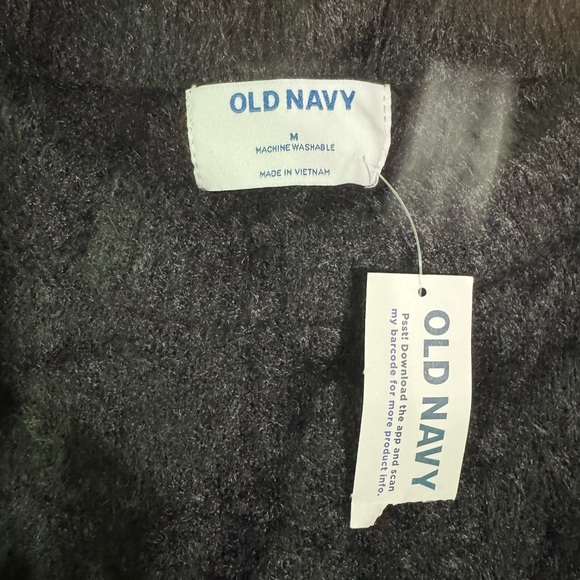 OLD NAVY
M
MACHINE WASHABLE
MADE IN VIETNAM
OLD NAVY
Psst! Download the app and scan
my barcode for more product info.